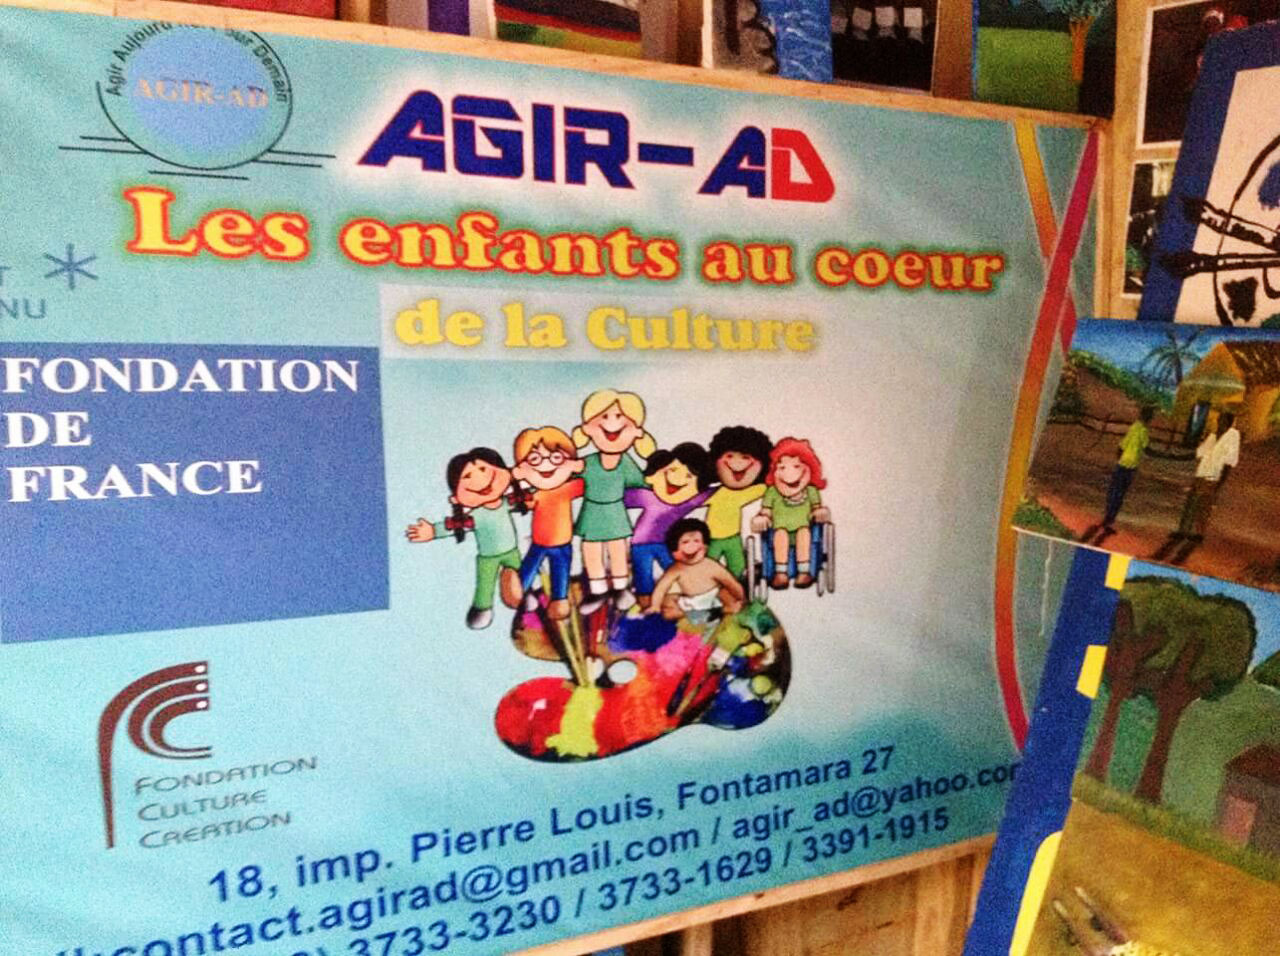 Agir Aujourd'hui pour Demain
AGIR-AD
AGIR-AD
Les enfants au coeur
de la Culture
NU
FONDATION
DE
FRANCE
FCC
FONDATION
CULTURE
CREATION
18, imp. Pierre Louis, Fontamara 27
contact.agirad@gmail.com / agir_ad@yahoo.com
3733-3230 / 3733-1629 / 3391-1915